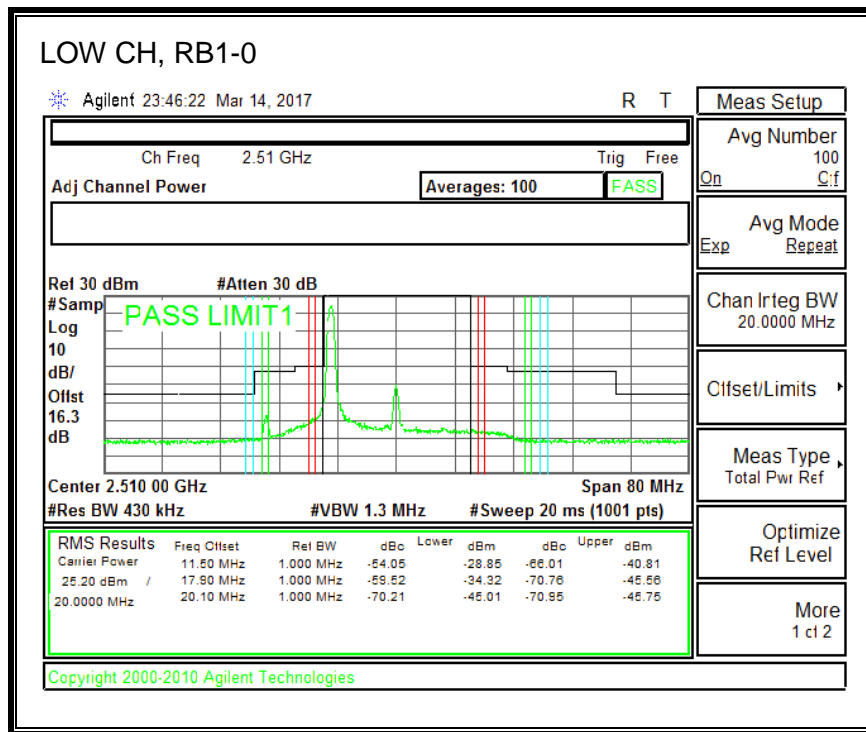 LOW CH, RB1-0
Agilent 23:46:22 Mar 14, 2017 R T
Ch Freq 2.51 GHz Trig Free
Adj Channel Power Averages: 100 PASS
Ref 30 dBm #Atten 30 dB
#Samp
Log
10
dB/
Offst
16.3
dB
PASS LIMIT1
Center 2.510 00 GHz Span 80 MHz
#Res BW 430 kHz #VBW 1.3 MHz #Sweep 20 ms (1001 pts)
RMS Results Freq Offset Ref BW dBc Lower dBm dBc Upper dBm
Carrier Power 11.50 MHz 1.000 MHz -54.05 -28.85 -66.01 -40.81
25.20 dBm / 17.90 MHz 1.000 MHz -59.52 -34.32 -70.76 -45.56
20.0000 MHz 20.10 MHz 1.000 MHz -70.21 -45.01 -70.95 -45.75
Copyright 2000-2010 Agilent Technologies
Meas Setup
Avg Number
100
On Off
Avg Mode
Exp Repeat
Chan Integ BW
20.0000 MHz
Offset/Limits
Meas Type
Total Pwr Ref
Optimize
Ref Level
More
1 of 2